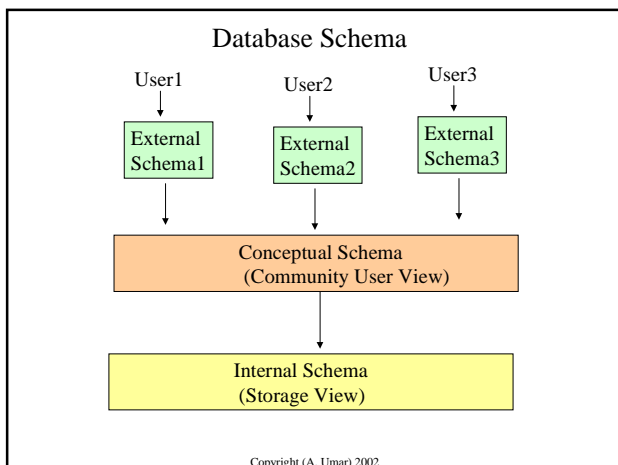 Database Schema
User1
User2
User3
External
Schema1
External
Schema2
External
Schema3
Conceptual Schema
(Community User View)
Internal Schema
(Storage View)
Copyright (A. Umar) 2002